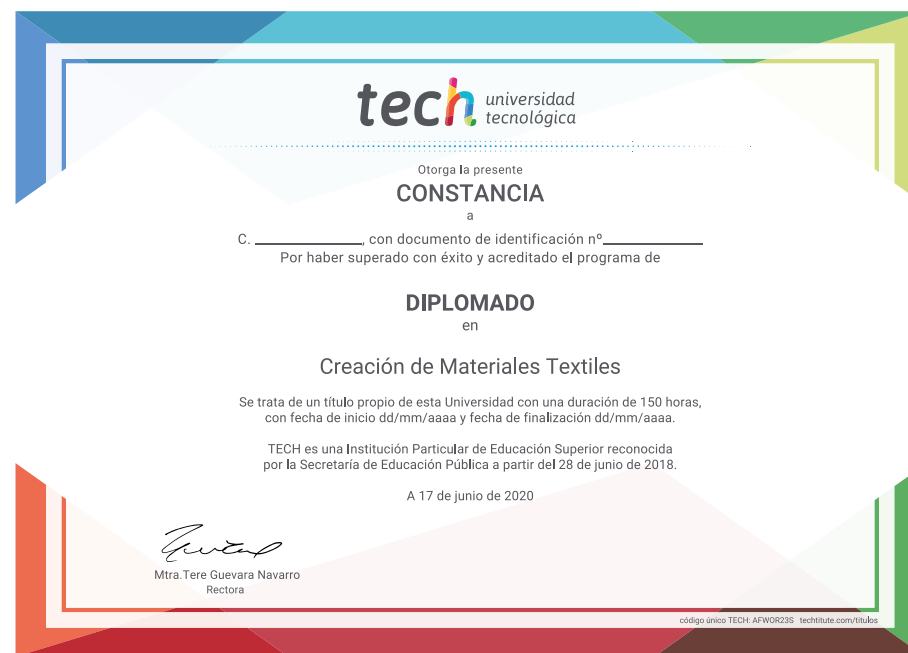 tech universidad
tecnológica
Otorga la presente
CONSTANCIA
a
C. ______________, con documento de identificación nº______________
Por haber superado con éxito y acreditado el programa de
DIPLOMADO
en
Creación de Materiales Textiles
Se trata de un título propio de esta Universidad con una duración de 150 horas,
con fecha de inicio dd/mm/aaaa y fecha de finalización dd/mm/aaaa.
TECH es una Institución Particular de Educación Superior reconocida
por la Secretaría de Educación Pública a partir del 28 de junio de 2018.
A 17 de junio de 2020
Mtra.Tere Guevara Navarro
Rectora
código único TECH: AFWOR23S techtitute.com/titulos